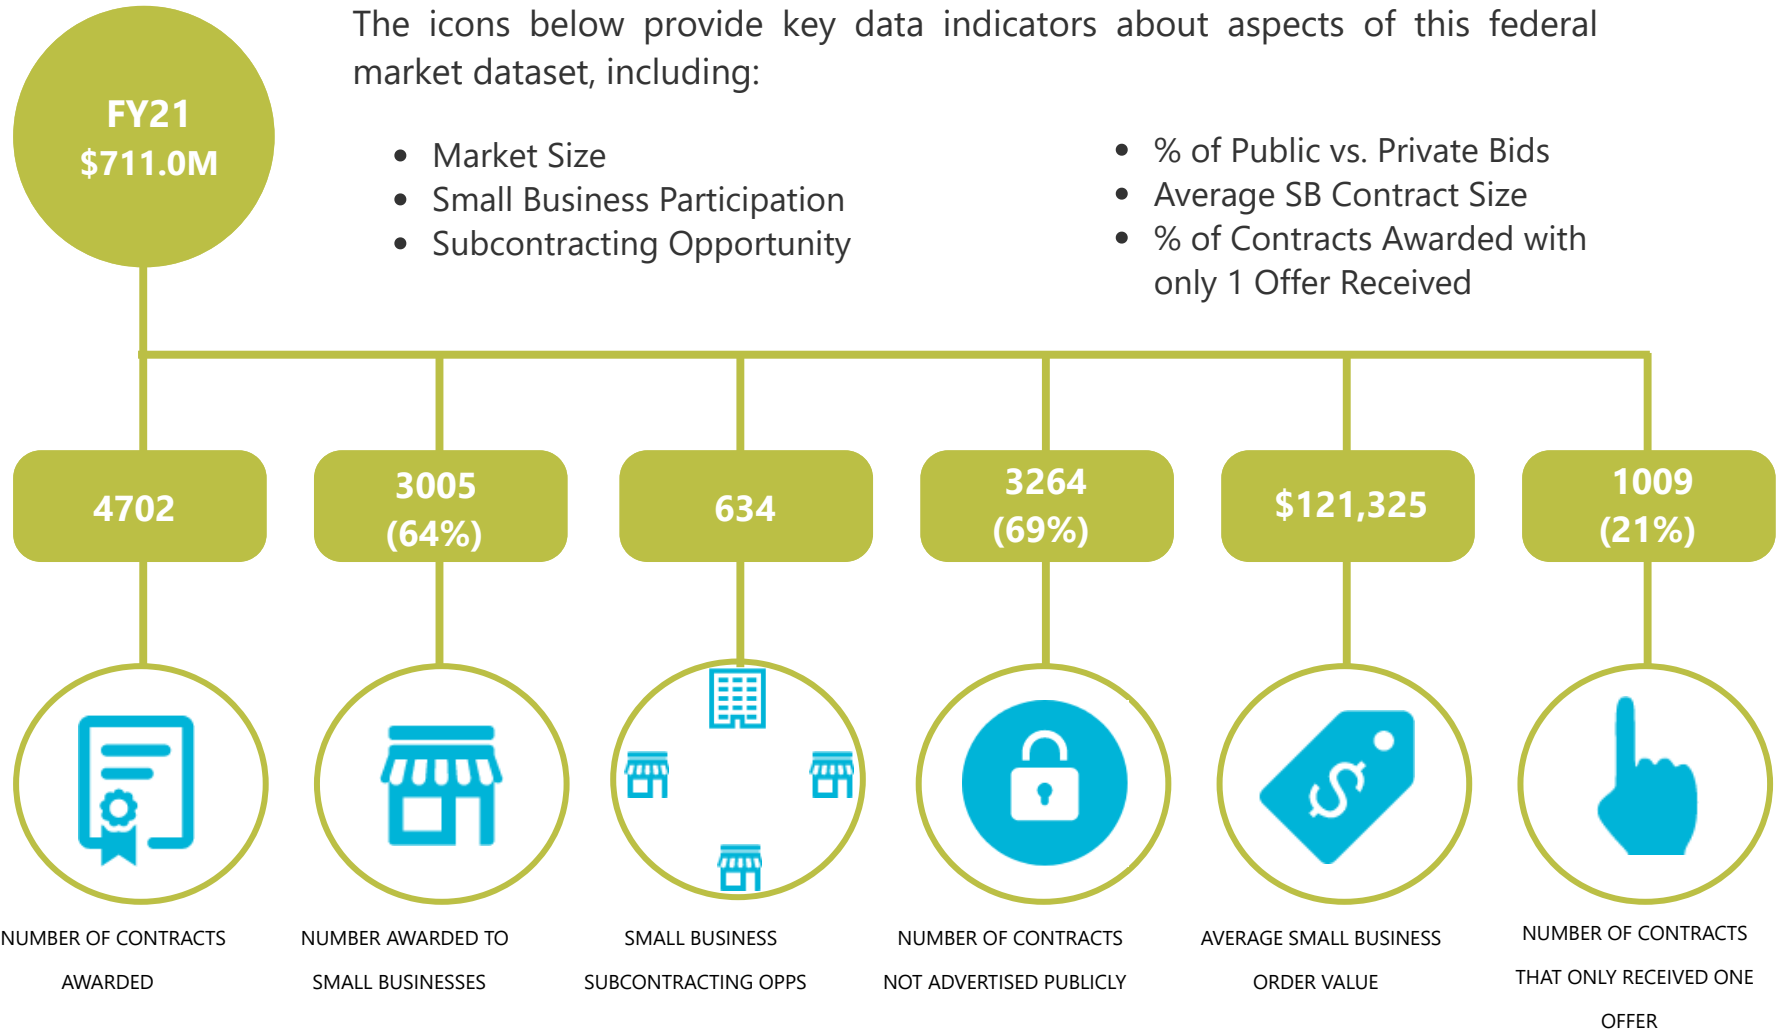 The icons below provide key data indicators about aspects of this federal
market dataset, including:
FY21
$711.0M
• Market Size
• Small Business Participation
• Subcontracting Opportunity
• % of Public vs. Private Bids
• Average SB Contract Size
• % of Contracts Awarded with
only 1 Offer Received
4702
3005
(64%)
634
3264
(69%)
$121,325
1009
(21%)
$
NUMBER OF CONTRACTS
AWARDED
NUMBER AWARDED TO
SMALL BUSINESSES
SMALL BUSINESS
SUBCONTRACTING OPPS
NUMBER OF CONTRACTS
NOT ADVERTISED PUBLICLY
AVERAGE SMALL BUSINESS
ORDER VALUE
NUMBER OF CONTRACTS
THAT ONLY RECEIVED ONE
OFFER